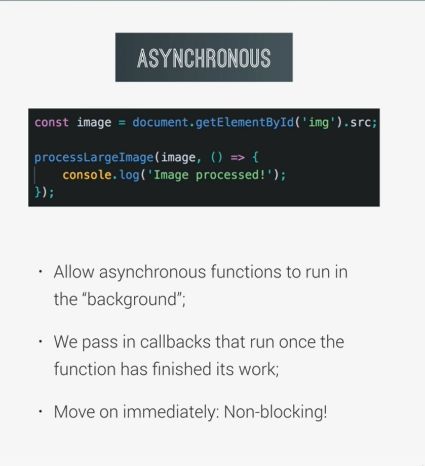 ASYNCHRONOUS
const image = document.getElementById('img').src;
processLargeImage(image, () => {
    console.log('Image processed!');
});
· Allow asynchronous functions to run in
the “background”;
· We pass in callbacks that run once the
function has finished its work;
· Move on immediately: Non-blocking!